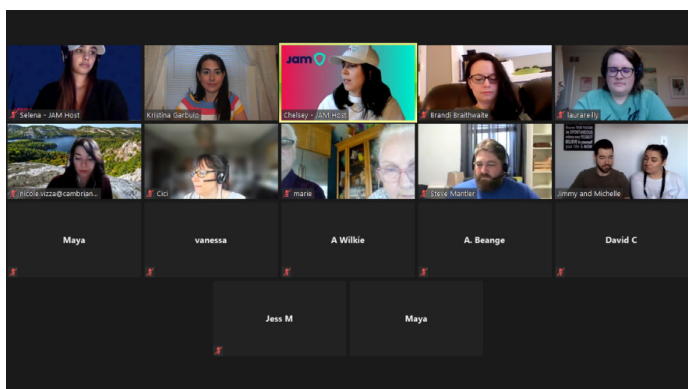 Selena - JAM Host
Kristina Garbuio
Jam
Chelsey - JAM Host
Brandi Braithwaite
laurareilly
nicole.vizza@cambrian...
Cici
marie
Steve Mantler
Jimmy and Michelle
Maya
vanessa
A Wilkie
A. Beange
David C
Jess M
Maya